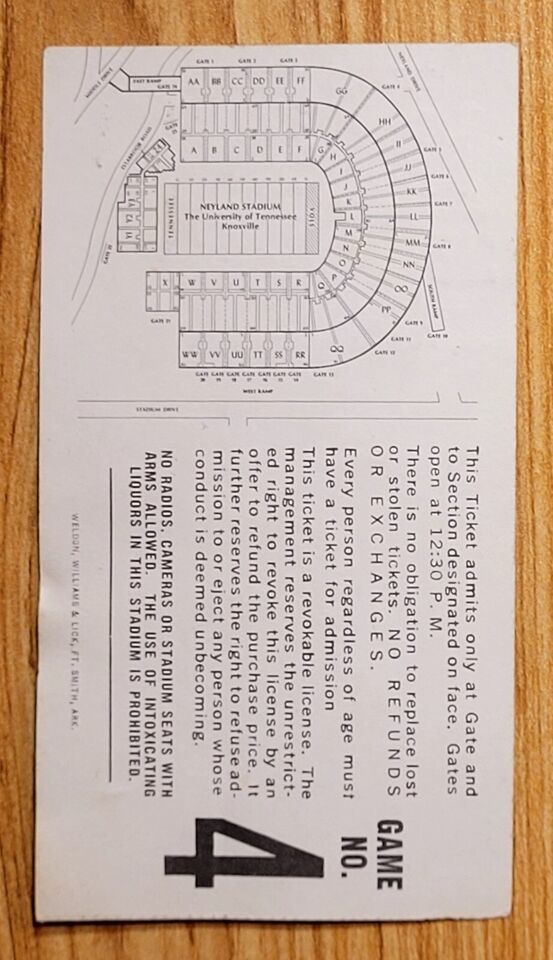 GATE 1 GATE 2 GATE 3
EAST RAMP
GATE 4
AA BB CC DD EE FF
GG
HH
II
JJ
KK
LL
MM
NN
PP
A B C D E F
G
H
I
J
K
L
M
N
O
P
Q
GATE 5
GATE 6
GATE 7
GATE 8
GATE 9
GATE 10
SOUTH RAMP
NEYLAND DRIVE
MIDDLE DRIVE
NEYLAND STADIUM
The University of Tennessee
Knoxville
TENNESSEE
VOLS
X W V U T S R
WW VV UU TT SS RR
QQ
GATE 21
GATE 12
GATE 13
WEST RAMP
STADIUM DRIVE
This Ticket admits only at Gate and
to Section designated on face. Gates
open at 12:30 P. M.
There is no obligation to replace lost
or stolen tickets. NO REFUNDS
OR EXCHANGES.
Every person regardless of age must
have a ticket for admission
This ticket is a revokable license. The
management reserves the unrestrict-
ed right to revoke this license by an
offer to refund the purchase price. It
further reserves the right to refuse ad-
mission to or eject any person whose
conduct is deemed unbecoming.
NO RADIOS, CAMERAS OR STADIUM SEATS WITH
ARMS ALLOWED. THE USE OF INTOXICATING
LIQUORS IN THIS STADIUM IS PROHIBITED.
WELDON, WILLIAMS & LICK, FT. SMITH, ARK.
GAME
NO.
4